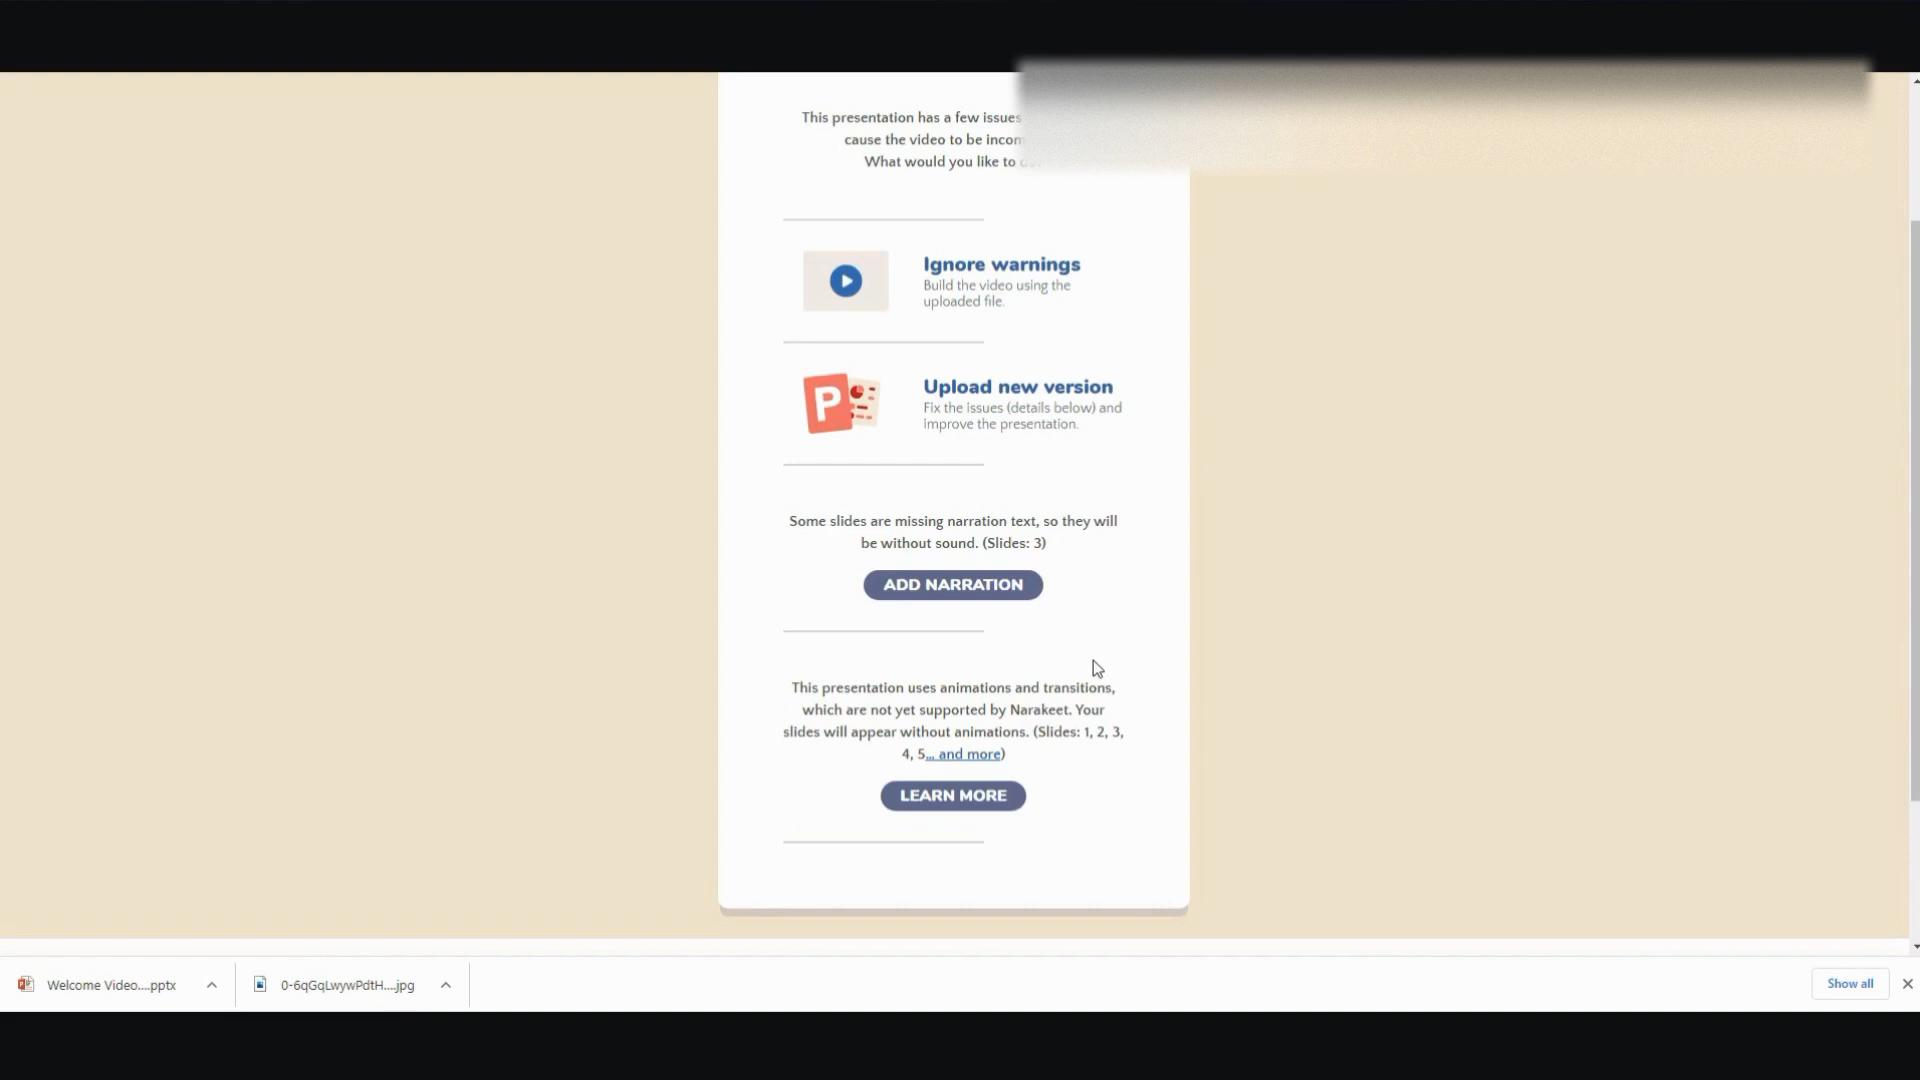 This presentation has a few issues
cause the video to be incom
What would you like to
Ignore warnings
Build the video using the
uploaded file.
P
Upload new version
Fix the issues (details below) and
improve the presentation.
Some slides are missing narration text, so they will
be without sound. (Slides: 3)
ADD NARRATION
This presentation uses animations and transitions,
which are not yet supported by Narakeet. Your
slides will appear without animations. (Slides: 1, 2, 3,
4, 5... and more)
LEARN MORE
Welcome Video....pptx
0-6qGqLwywPdtH....jpg
Show all